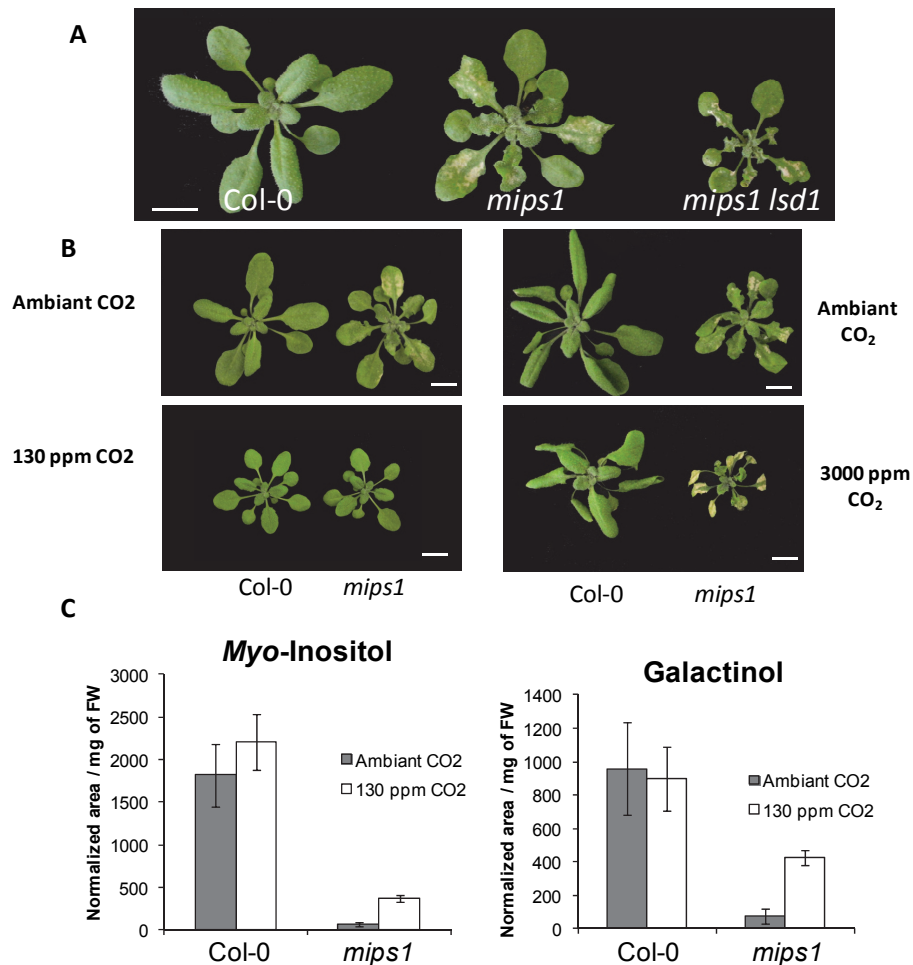 A
Col-0
mips1
mips1 lsd1
B
Ambiant CO2
Ambiant
CO₂
130 ppm CO2
3000 ppm
CO₂
Col-0
mips1
Col-0
mips1
C
Myo-Inositol
Normalized area / mg of FW
3000
2500
2000
1500
1000
500
0
Ambiant CO2
130 ppm CO2
Col-0
mips1
Galactinol
Normalized area / mg of FW
1400
1200
1000
800
600
400
200
0
Ambiant CO2
130 ppm CO2
Col-0
mips1